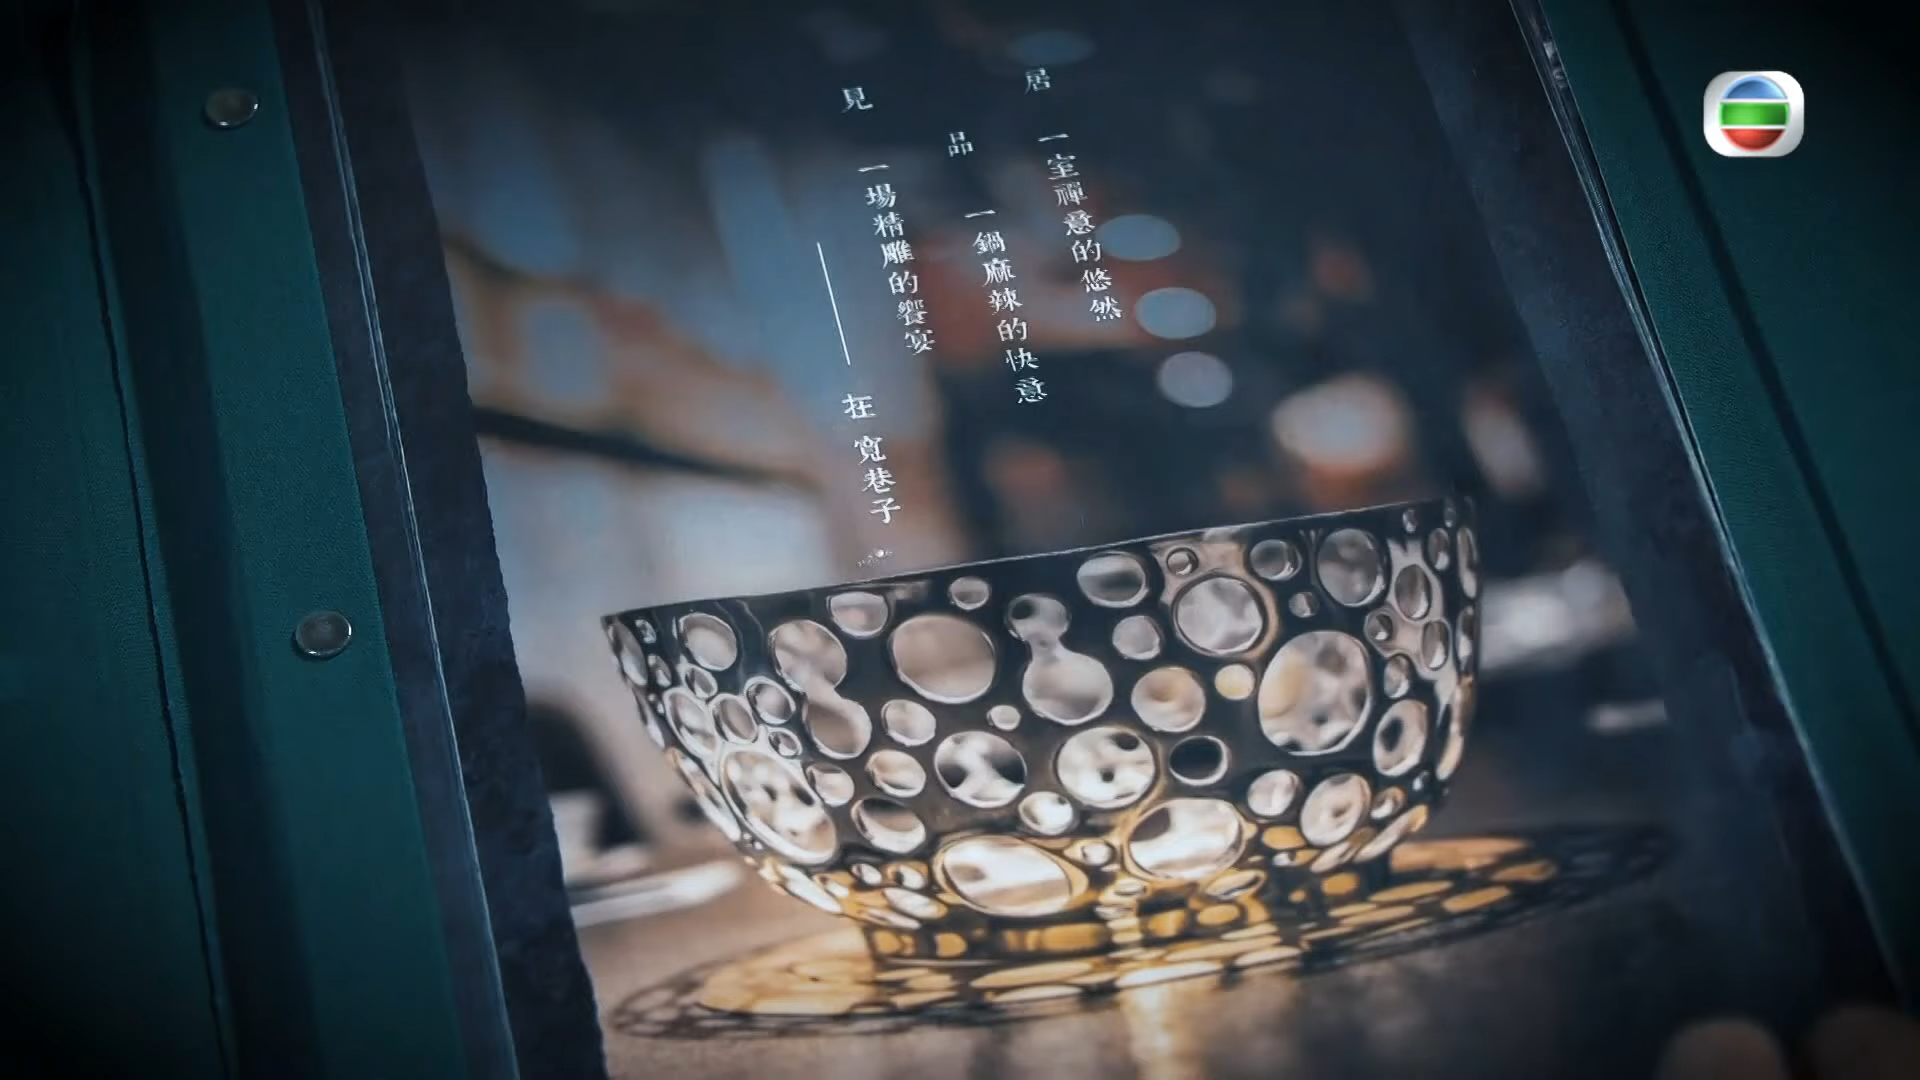 居 一室禪意的悠然
品 一鍋麻辣的快意
見 一場精雕的饗宴
——在 寬巷子